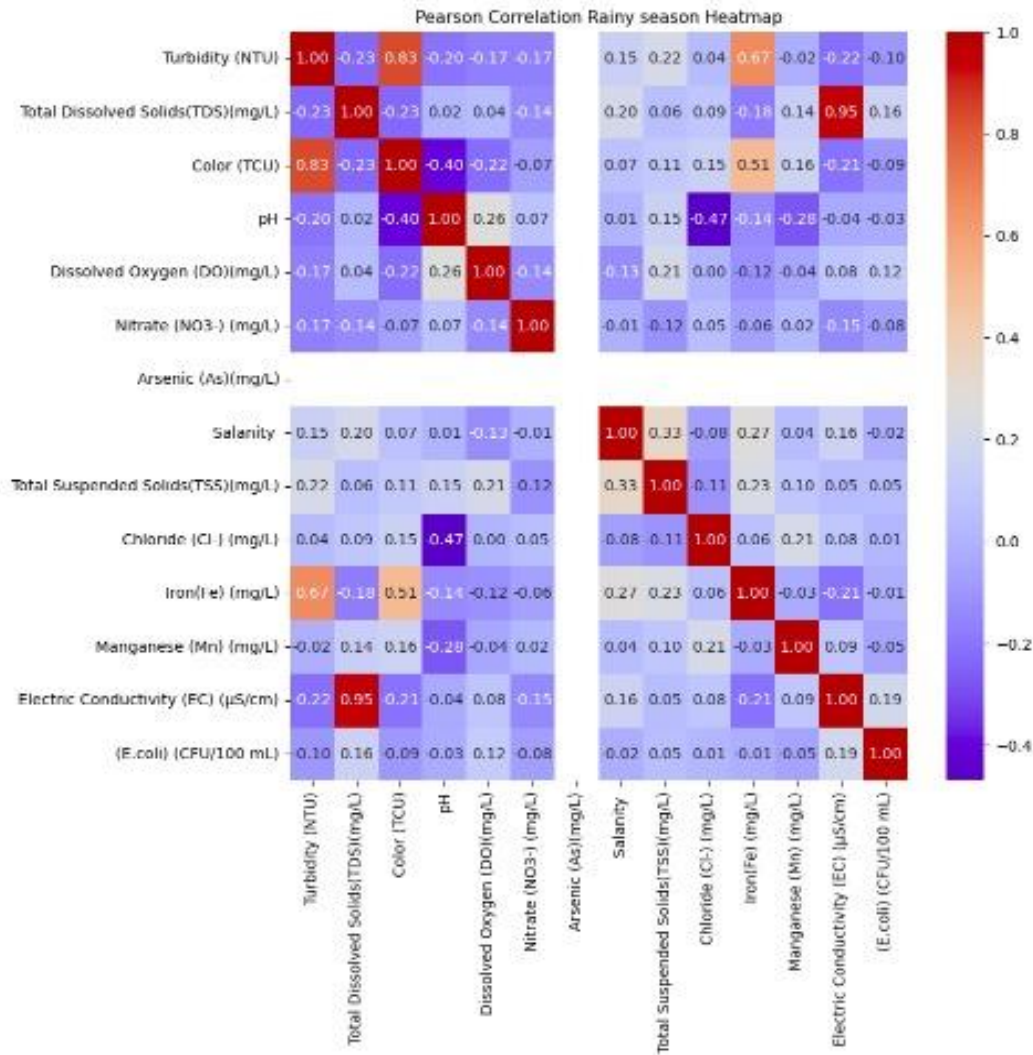 Pearson Correlation Rainy season Heatmap
Turbidity (NTU) 1.00 -0.23 0.83 -0.20 -0.17 -0.17 0.15 0.22 0.04 0.67 -0.02 -0.22 -0.10
Total Dissolved Solids(TDS)(mg/L) -0.23 1.00 -0.23 0.02 0.04 -0.14 0.20 0.06 0.09 -0.18 0.14 0.95 0.16
Color (TCU) 0.83 -0.23 1.00 -0.40 -0.22 -0.07 0.07 0.11 0.15 0.51 0.16 -0.21 -0.09
pH -0.20 0.02 -0.40 1.00 0.26 0.07 0.01 0.15 -0.47 -0.14 -0.28 -0.04 -0.03
Dissolved Oxygen (DO)(mg/L) -0.17 0.04 -0.22 0.26 1.00 -0.14 -0.13 0.21 0.00 -0.12 -0.04 0.08 0.12
Nitrate (NO3-) (mg/L) -0.17 -0.14 -0.07 0.07 -0.14 1.00 -0.01 -0.12 0.05 -0.06 0.02 -0.15 -0.08
Arsenic (As)(mg/L)
Salanity 0.15 0.20 0.07 0.01 -0.13 -0.01 1.00 0.33 -0.08 0.27 0.04 0.16 -0.02
Total Suspended Solids(TSS)(mg/L) 0.22 0.06 0.11 0.15 0.21 -0.12 0.33 1.00 -0.11 0.23 0.10 0.05 0.05
Chloride (Cl-) (mg/L) 0.04 0.09 0.15 -0.47 0.00 0.05 -0.08 -0.11 1.00 0.06 0.21 0.08 0.01
Iron(Fe) (mg/L) 0.67 -0.18 0.51 -0.14 -0.12 -0.06 0.27 0.23 0.06 1.00 -0.03 -0.21 -0.01
Manganese (Mn) (mg/L) -0.02 0.14 0.16 -0.28 -0.04 0.02 0.04 0.10 0.21 -0.03 1.00 0.09 -0.05
Electric Conductivity (EC) (µS/cm) -0.22 0.95 -0.21 -0.04 0.08 -0.15 0.16 0.05 0.08 -0.21 0.09 1.00 0.19
(E.coli) (CFU/100 mL) -0.10 0.16 -0.09 -0.03 0.12 -0.08 -0.02 0.05 0.01 -0.01 -0.05 0.19 1.00
Turbidity (NTU)
Total Dissolved Solids(TDS)(mg/L)
Color (TCU)
pH
Dissolved Oxygen (DO)(mg/L)
Nitrate (NO3-) (mg/L)
Arsenic (As)(mg/L)
Salanity
Total Suspended Solids(TSS)(mg/L)
Chloride (Cl-) (mg/L)
Iron(Fe) (mg/L)
Manganese (Mn) (mg/L)
Electric Conductivity (EC) (µS/cm)
(E.coli) (CFU/100 mL)
1.0
0.8
0.6
0.4
0.2
0.0
−0.2
−0.4